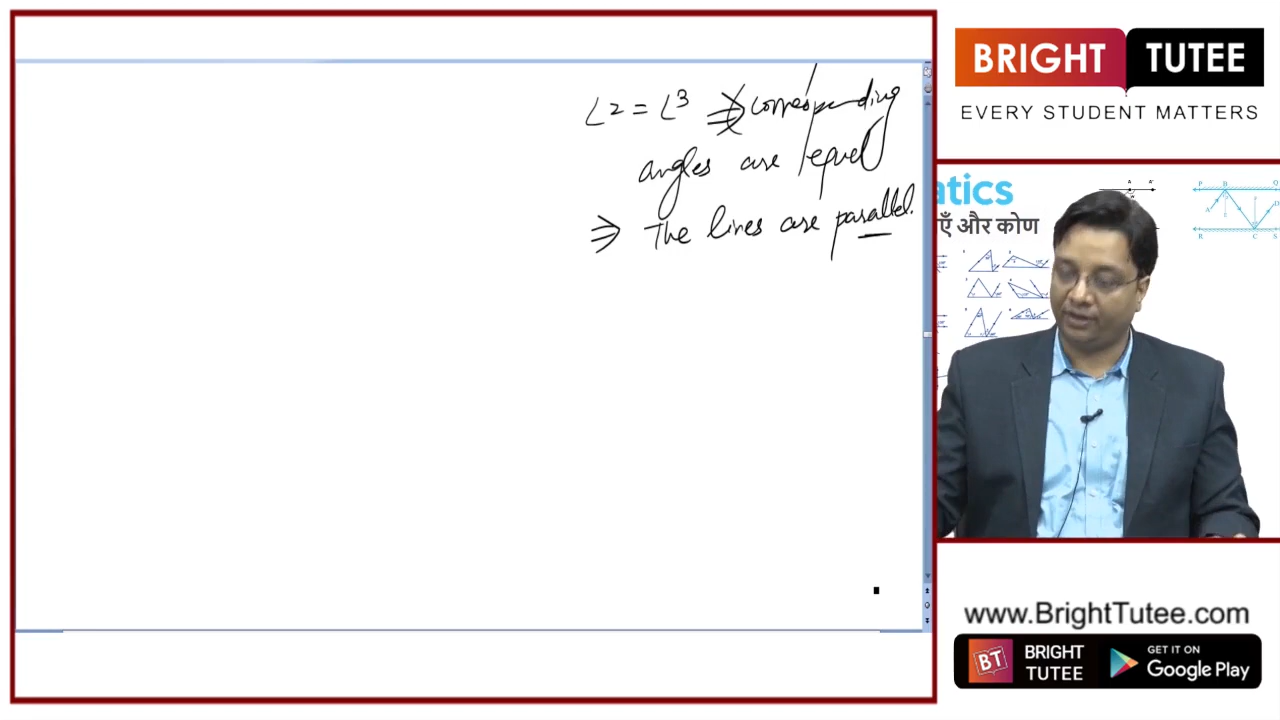 ∠2 = ∠3 ⇒ corresponding
angles are equal
⇒ The lines are parallel.
BRIGHT TUTEE
EVERY STUDENT MATTERS
atics
एँ और कोण
P B Q
A
D
R C S
www.BrightTutee.com
BT BRIGHT TUTEE
GET IT ON
Google Play